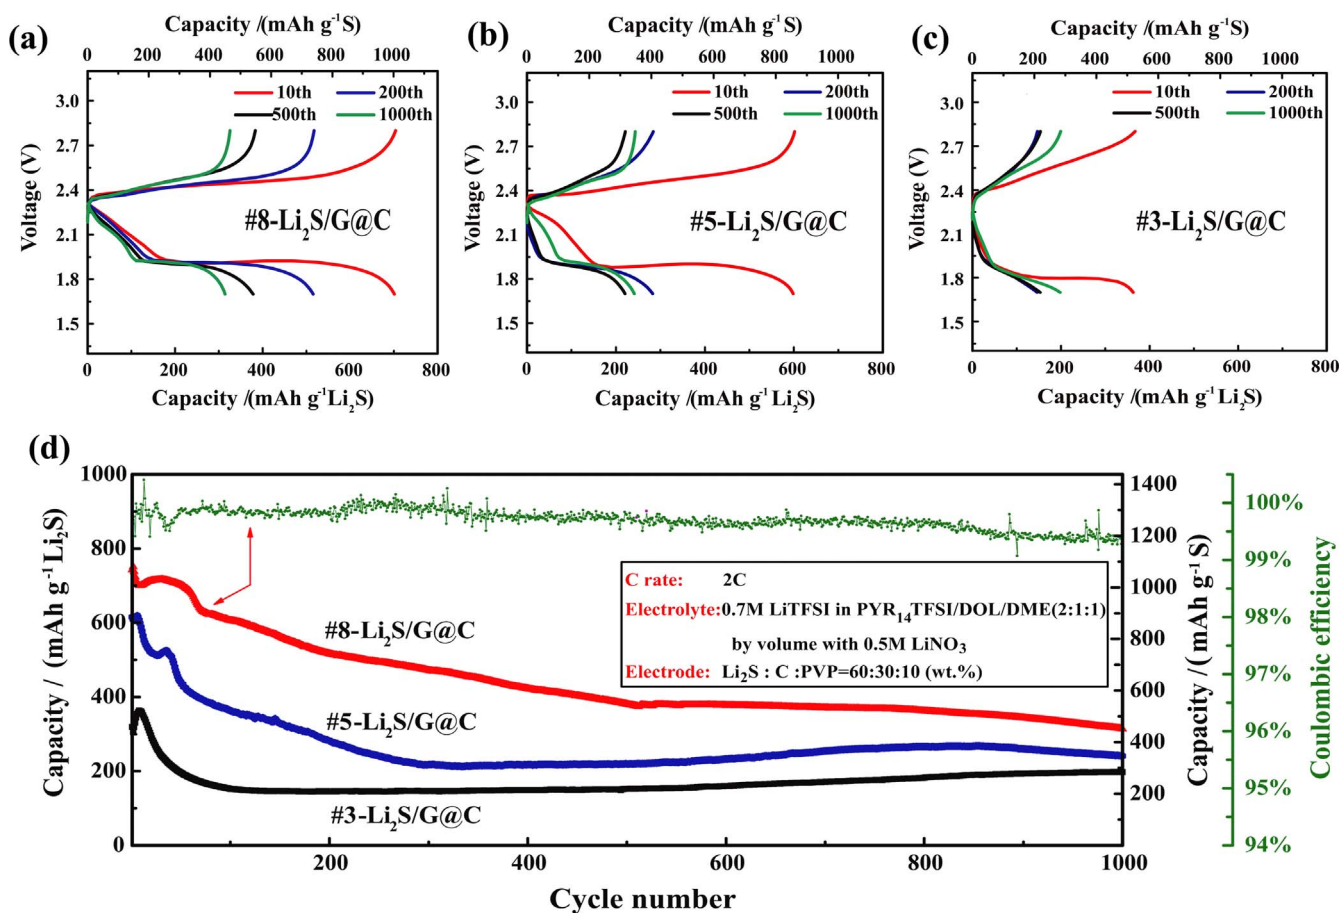 (a)
Capacity /(mAh g⁻¹S)
0 200 400 600 800 1000
10th 200th
500th 1000th
#8-Li₂S/G@C
Voltage (V)
3.0
2.7
2.4
2.1
1.8
1.5
0 200 400 600 800
Capacity /(mAh g⁻¹Li₂S)
(b)
Capacity /(mAh g⁻¹S)
0 200 400 600 800 1000
10th 200th
500th 1000th
#5-Li₂S/G@C
Voltage (V)
3.0
2.7
2.4
2.1
1.8
1.5
0 200 400 600 800
Capacity /(mAh g⁻¹Li₂S)
(c)
Capacity /(mAh g⁻¹S)
0 200 400 600 800 1000
10th 200th
500th 1000th
#3-Li₂S/G@C
Voltage (V)
3.0
2.7
2.4
2.1
1.8
1.5
0 200 400 600 800
Capacity /(mAh g⁻¹Li₂S)
(d)
Capacity / (mAh g⁻¹ Li₂S)
1000
800
600
400
200
0
#8-Li₂S/G@C
#5-Li₂S/G@C
#3-Li₂S/G@C
C rate: 2C
Electrolyte:0.7M LiTFSI in PYR₁₄TFSI/DOL/DME(2:1:1)
by volume with 0.5M LiNO₃
Electrode: Li₂S : C :PVP=60:30:10 (wt.%)
0 200 400 600 800 1000
Cycle number
1400
1200
1000
800
600
400
200
0
Capacity /( mAh g⁻¹ S)
100%
99%
98%
97%
96%
95%
94%
Coulombic efficiency